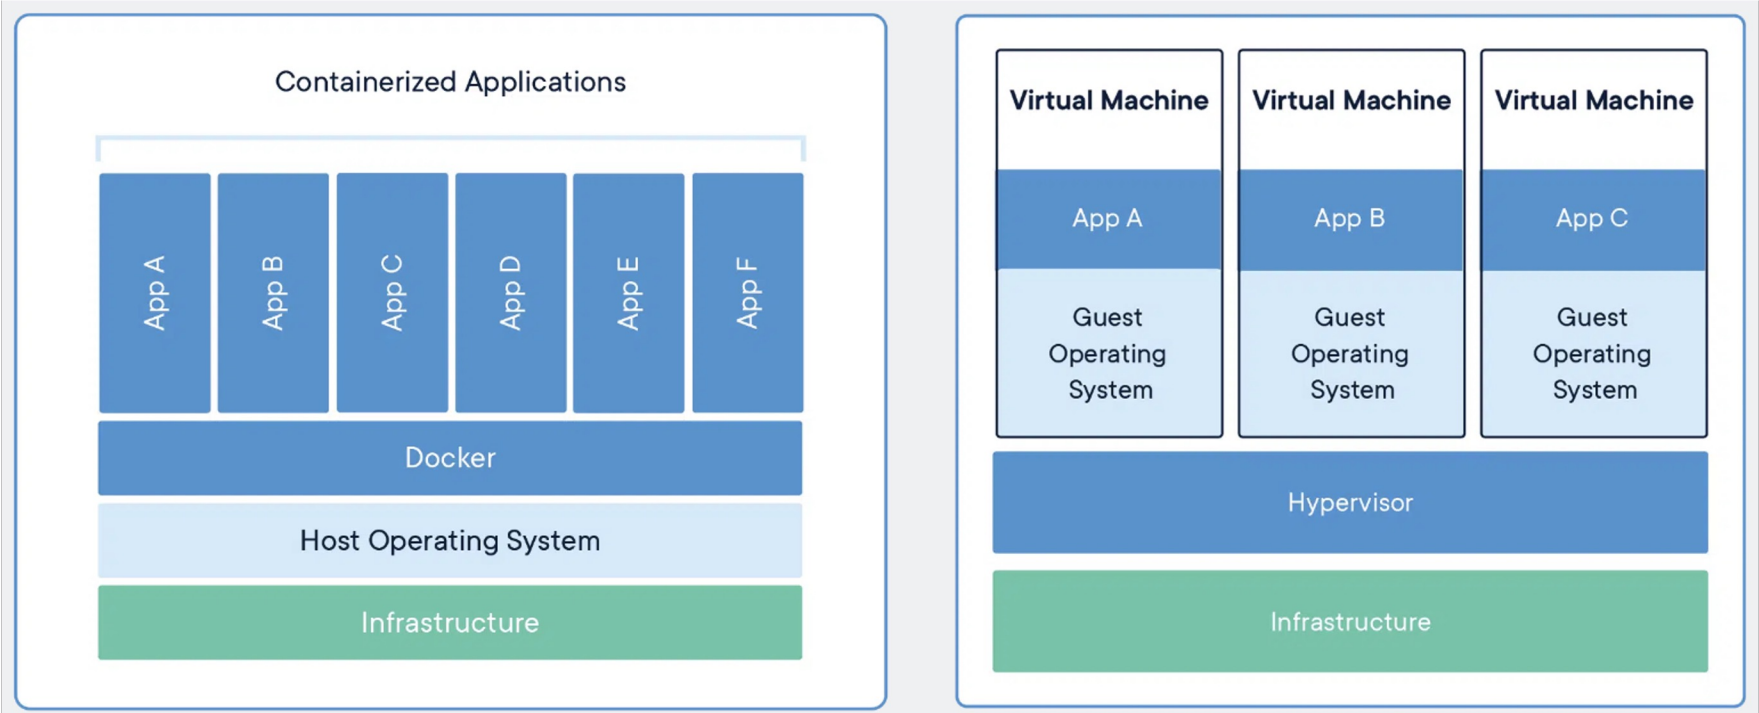 Containerized Applications
App A
App B
App C
App D
App E
App F
Docker
Host Operating System
Infrastructure
Virtual Machine
App A
Guest
Operating
System
Virtual Machine
App B
Guest
Operating
System
Virtual Machine
App C
Guest
Operating
System
Hypervisor
Infrastructure